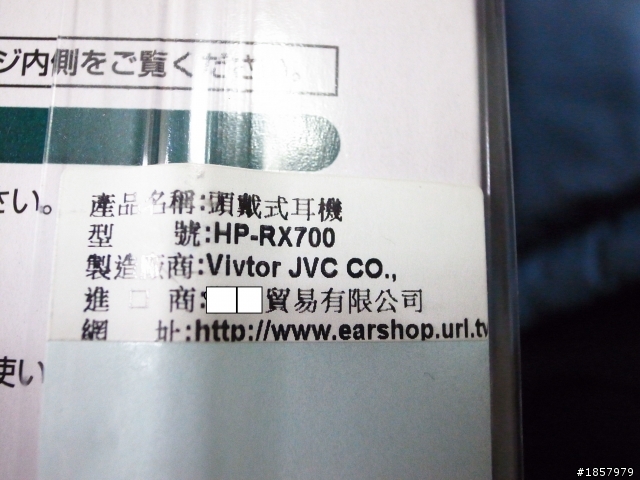 ジ内側をご覧ください。
さい。
產品名稱:頭戴式耳機
型 號:HP-RX700
製造廠商:Vivtor JVC CO.,
進口商: 貿易有限公司
網 址:http://www.earshop.url.tw
使い
#1857979